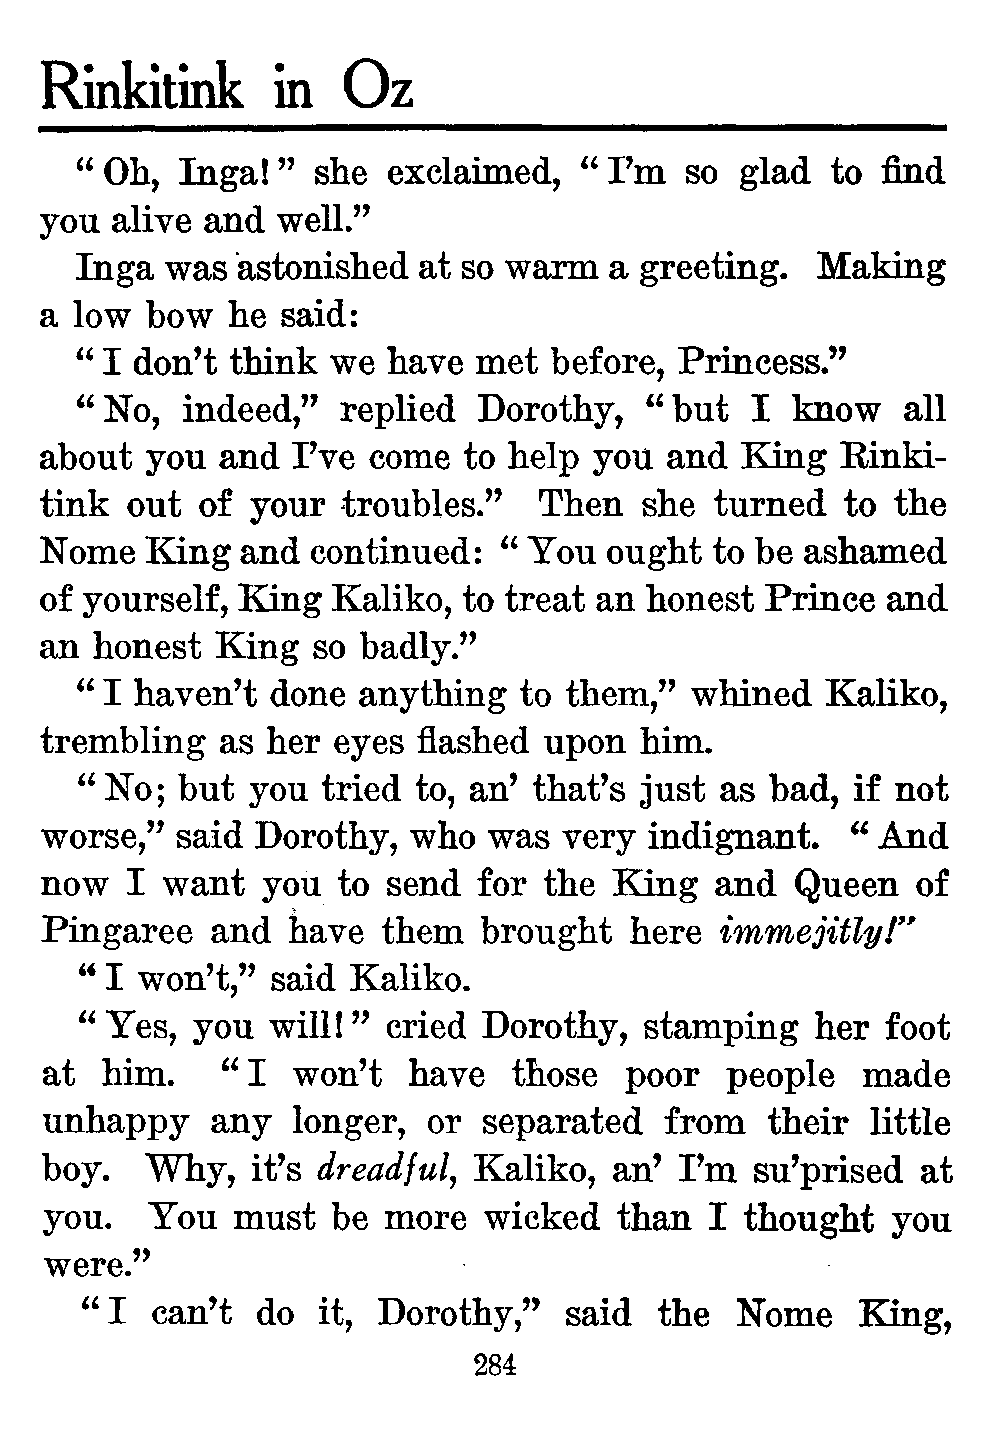 Rinkitink in Oz
“Oh, Inga!” she exclaimed, “I’m so glad to find
you alive and well.”
Inga was astonished at so warm a greeting. Making
a low bow he said:
“I don’t think we have met before, Princess.”
“No, indeed,” replied Dorothy, “but I know all
about you and I’ve come to help you and King Rinki-
tink out of your troubles.” Then she turned to the
Nome King and continued: “You ought to be ashamed
of yourself, King Kaliko, to treat an honest Prince and
an honest King so badly.”
“I haven’t done anything to them,” whined Kaliko,
trembling as her eyes flashed upon him.
“No; but you tried to, an’ that’s just as bad, if not
worse,” said Dorothy, who was very indignant. “And
now I want you to send for the King and Queen of
Pingaree and have them brought here immejitly!”
“I won’t,” said Kaliko.
“Yes, you will!” cried Dorothy, stamping her foot
at him. “I won’t have those poor people made
unhappy any longer, or separated from their little
boy. Why, it’s dreadful, Kaliko, an’ I’m su’prised at
you. You must be more wicked than I thought you
were.”
“I can’t do it, Dorothy,” said the Nome King,
284